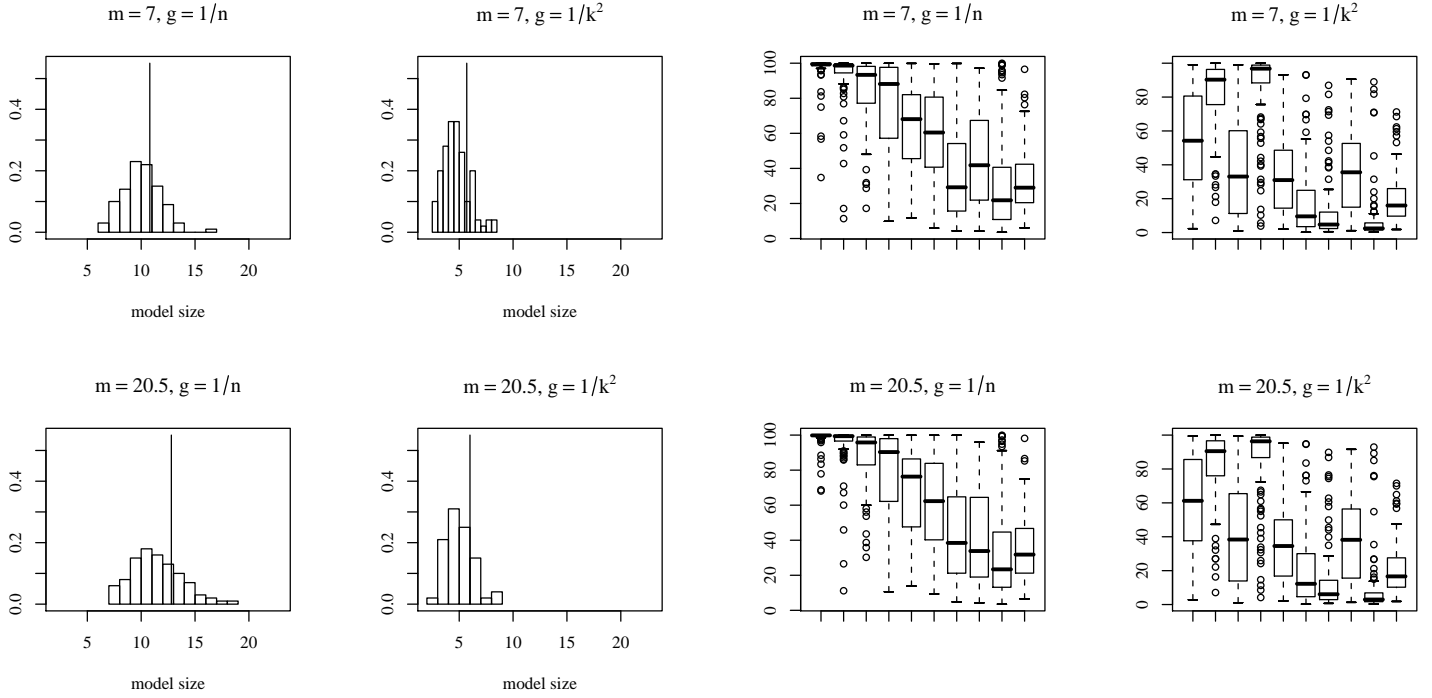 m = 7, g = 1/n
0.0 0.2 0.4
5 10 15 20
model size
m = 7, g = 1/k²
0.0 0.2 0.4
5 10 15 20
model size
m = 7, g = 1/n
0 20 40 60 80 100
m = 7, g = 1/k²
0 20 40 60 80
m = 20.5, g = 1/n
0.0 0.2 0.4
5 10 15 20
model size
m = 20.5, g = 1/k²
0.0 0.2 0.4
5 10 15 20
model size
m = 20.5, g = 1/n
0 20 40 60 80 100
m = 20.5, g = 1/k²
0 20 40 60 80